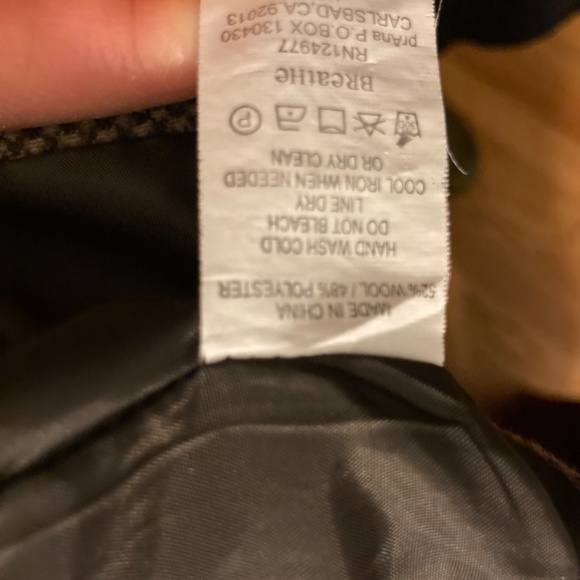 MADE IN CHINA
52% WOOL / 48% POLYESTER
HAND WASH COLD
DO NOT BLEACH
LINE DRY
COOL IRON WHEN NEEDED
OR DRY CLEAN
P
BReatHe
RN124977
prAna P.O.BOX 130430
CARLSBAD,CA 92013